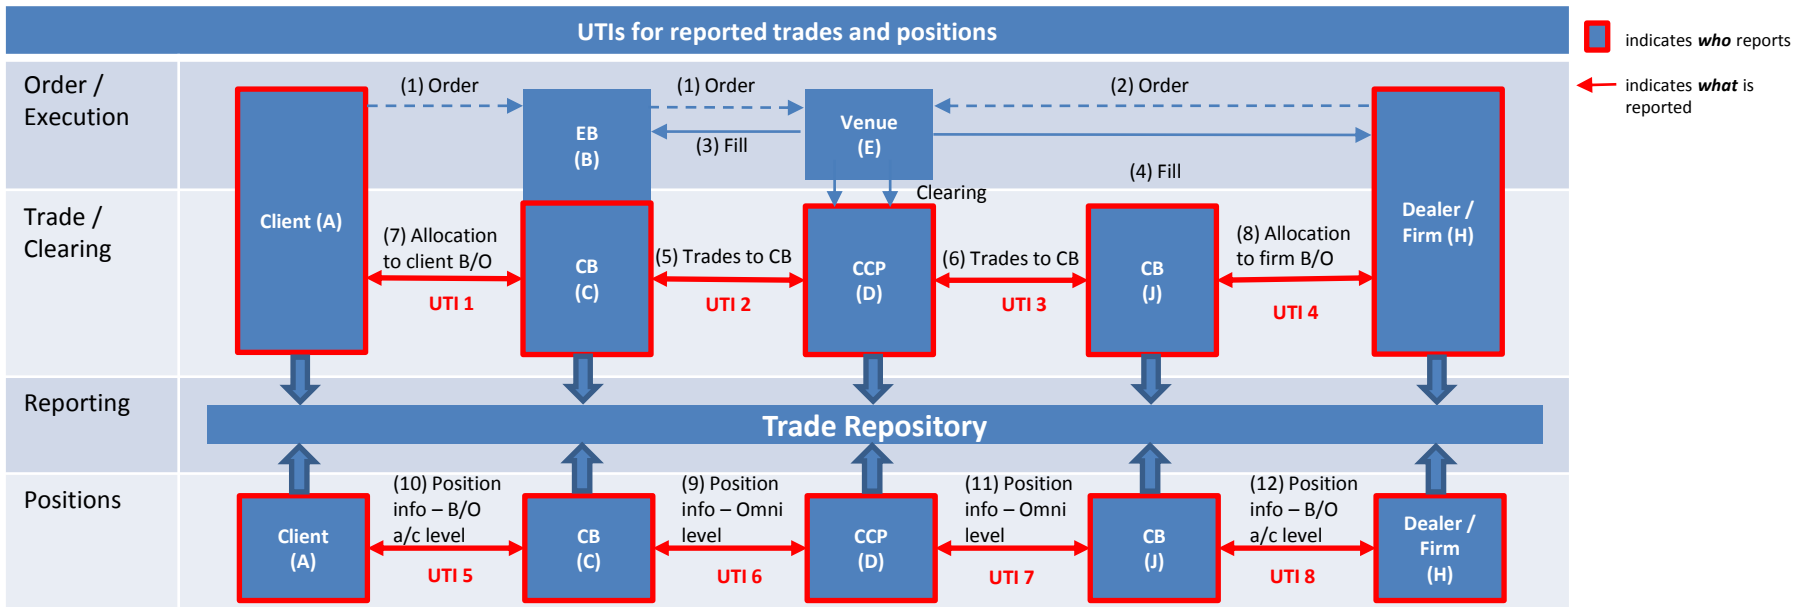 UTIs for reported trades and positions
indicates who reports
indicates what is
reported
Order /
Execution
(1) Order
(1) Order
(2) Order
EB
(B)
Venue
(E)
(3) Fill
(4) Fill
Clearing
Trade /
Clearing
Client (A)
(7) Allocation
to client B/O
UTI 1
CB
(C)
(5) Trades to CB
UTI 2
CCP
(D)
(6) Trades to CB
UTI 3
CB
(J)
(8) Allocation
to firm B/O
UTI 4
Dealer /
Firm (H)
Reporting
Trade Repository
Positions
Client
(A)
(10) Position
info – B/O
a/c level
UTI 5
CB
(C)
(9) Position
info – Omni
level
UTI 6
CCP
(D)
(11) Position
info – Omni
level
UTI 7
CB
(J)
(12) Position
info – B/O
a/c level
UTI 8
Dealer /
Firm
(H)